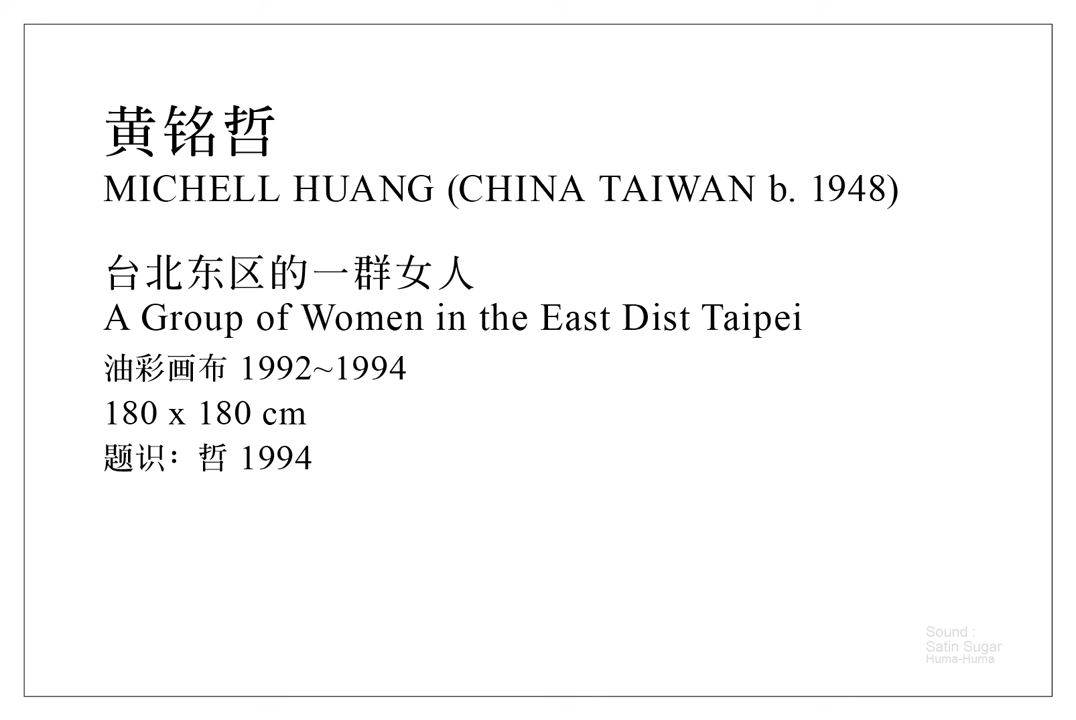 黄铭哲
MICHELL HUANG (CHINA TAIWAN b. 1948)
台北东区的一群女人
A Group of Women in the East Dist Taipei
油彩画布 1992~1994
180 x 180 cm
题识：哲 1994
Sound :
Satin Sugar
Huma-Huma